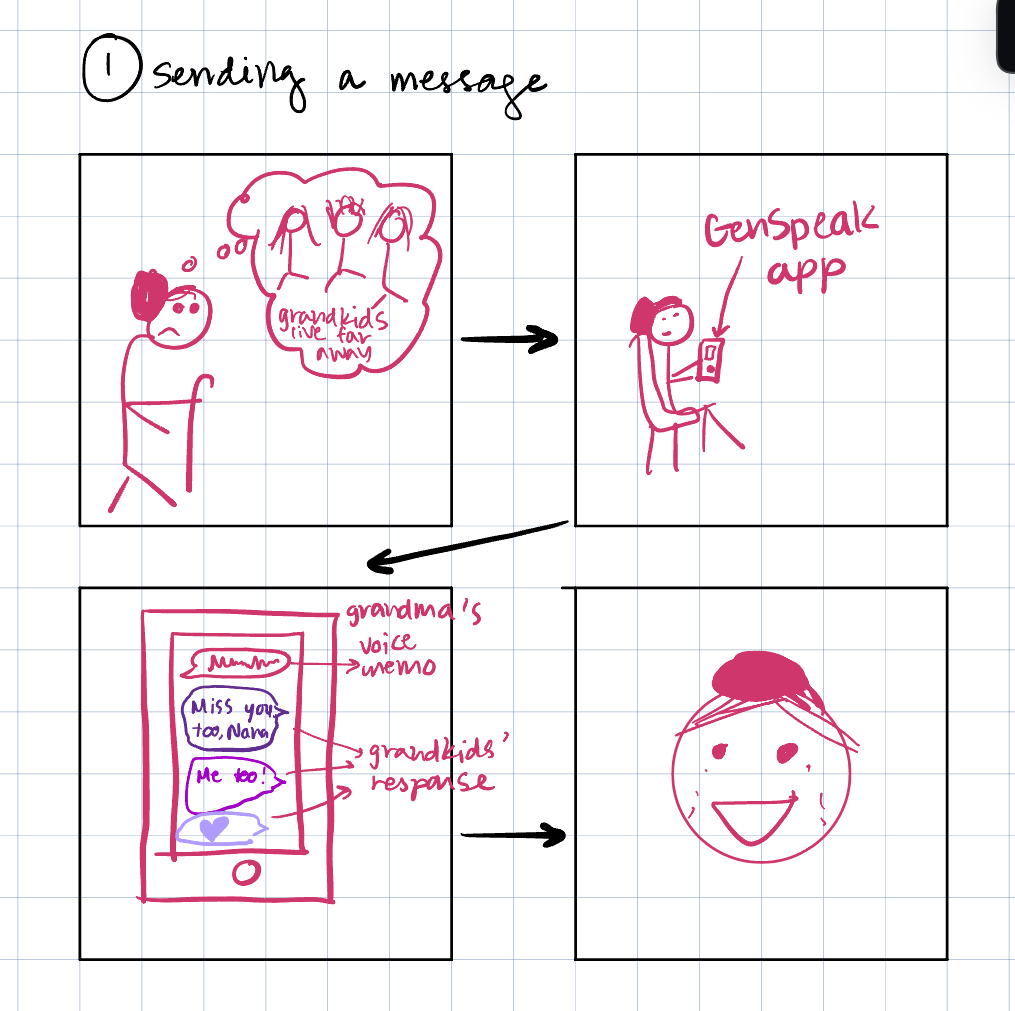 ① sending a message
grandkids
live far
away
GenSpeak
app
grandma's
voice
memo
Miss you
too, Nana
Me too!
grandkids'
response